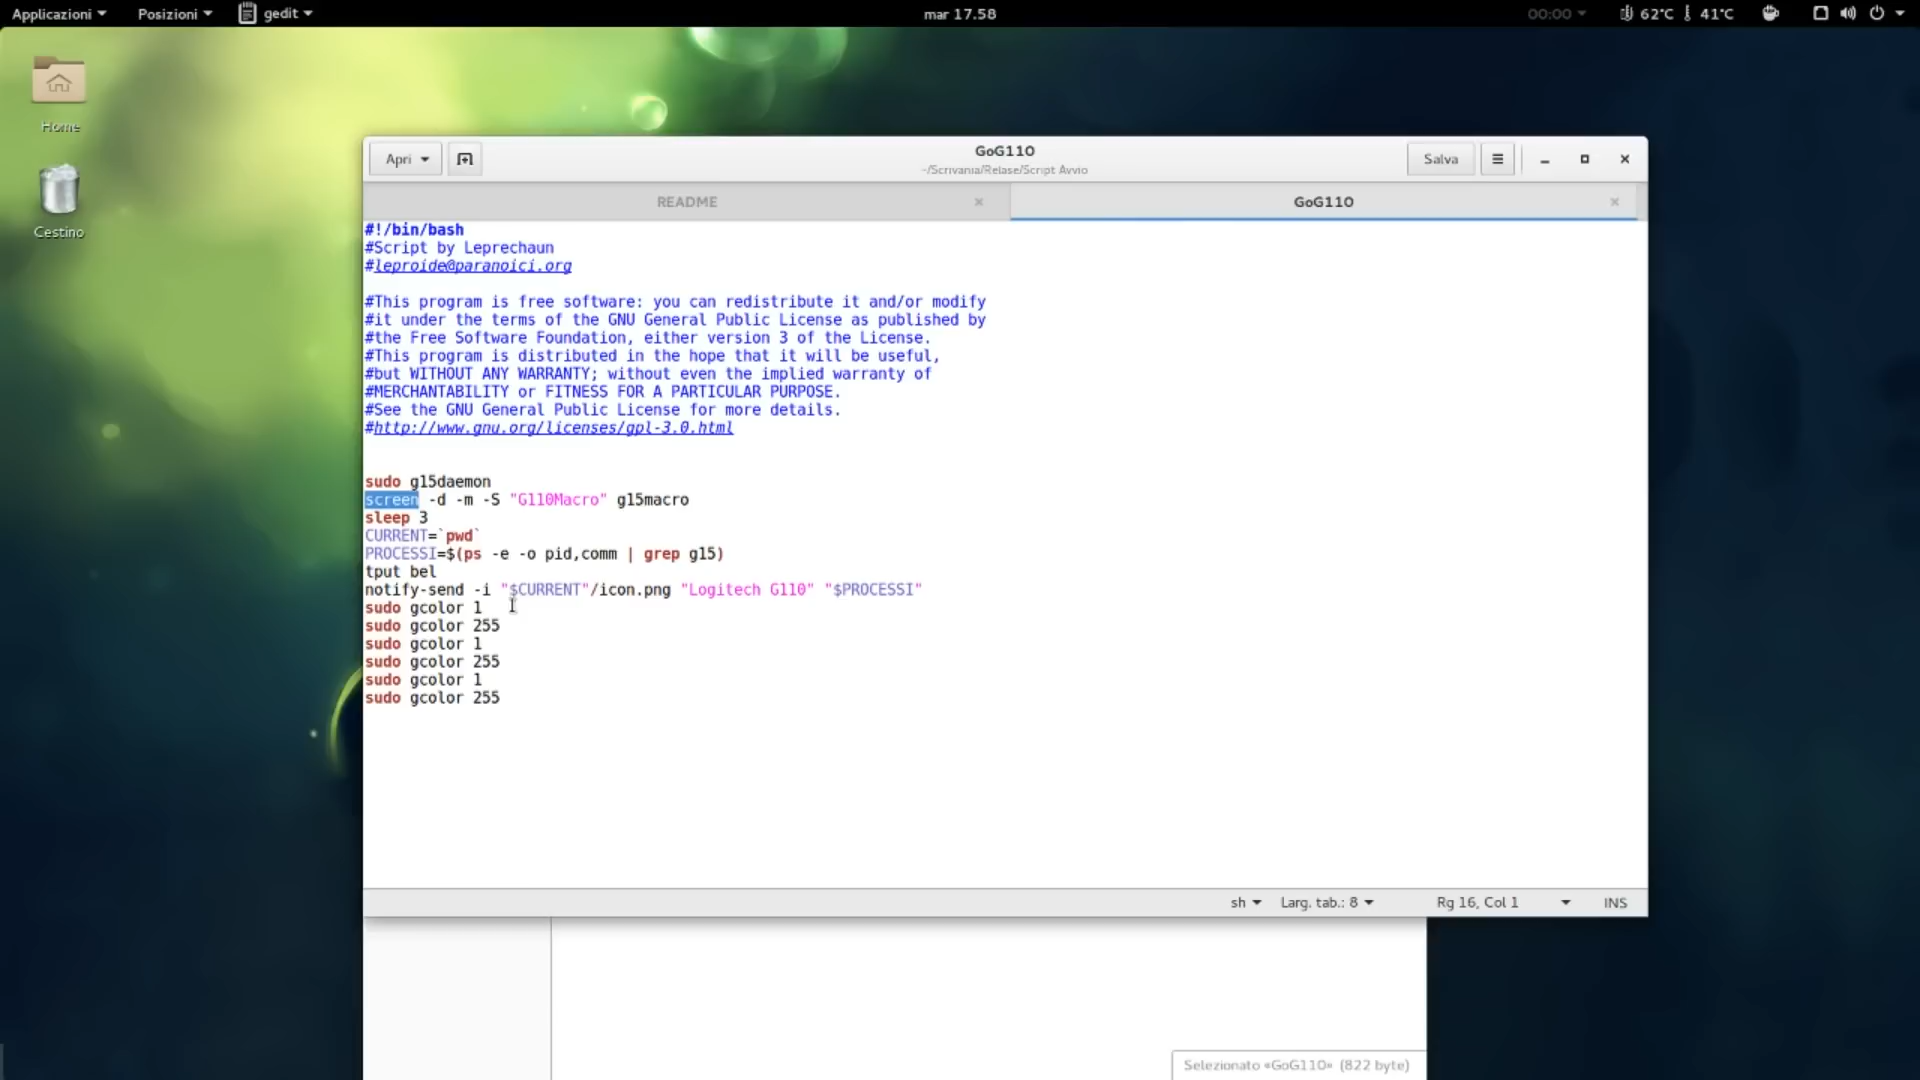 Applicazioni Posizioni gedit mar 17.58 00:00 62°C 41°C
Home
Cestino
Apri GoG110 Salva
~/Scrivania/Relase/Script Avvio
README GoG110
#!/bin/bash
#Script by Leprechaun
#leproide@paranoici.org
#This program is free software: you can redistribute it and/or modify
#it under the terms of the GNU General Public License as published by
#the Free Software Foundation, either version 3 of the License.
#This program is distributed in the hope that it will be useful,
#but WITHOUT ANY WARRANTY; without even the implied warranty of
#MERCHANTABILITY or FITNESS FOR A PARTICULAR PURPOSE.
#See the GNU General Public License for more details.
#http://www.gnu.org/licenses/gpl-3.0.html
sudo g15daemon
screen -d -m -S "G110Macro" g15macro
sleep 3
CURRENT=`pwd`
PROCESSI=$(ps -e -o pid,comm | grep g15)
tput bel
notify-send -i "$CURRENT"/icon.png "Logitech G110" "$PROCESSI"
sudo gcolor 1
sudo gcolor 255
sudo gcolor 1
sudo gcolor 255
sudo gcolor 1
sudo gcolor 255
sh Larg. tab.: 8 Rg 16, Col 1 INS
Selezionato «GoG110» (822 byte)